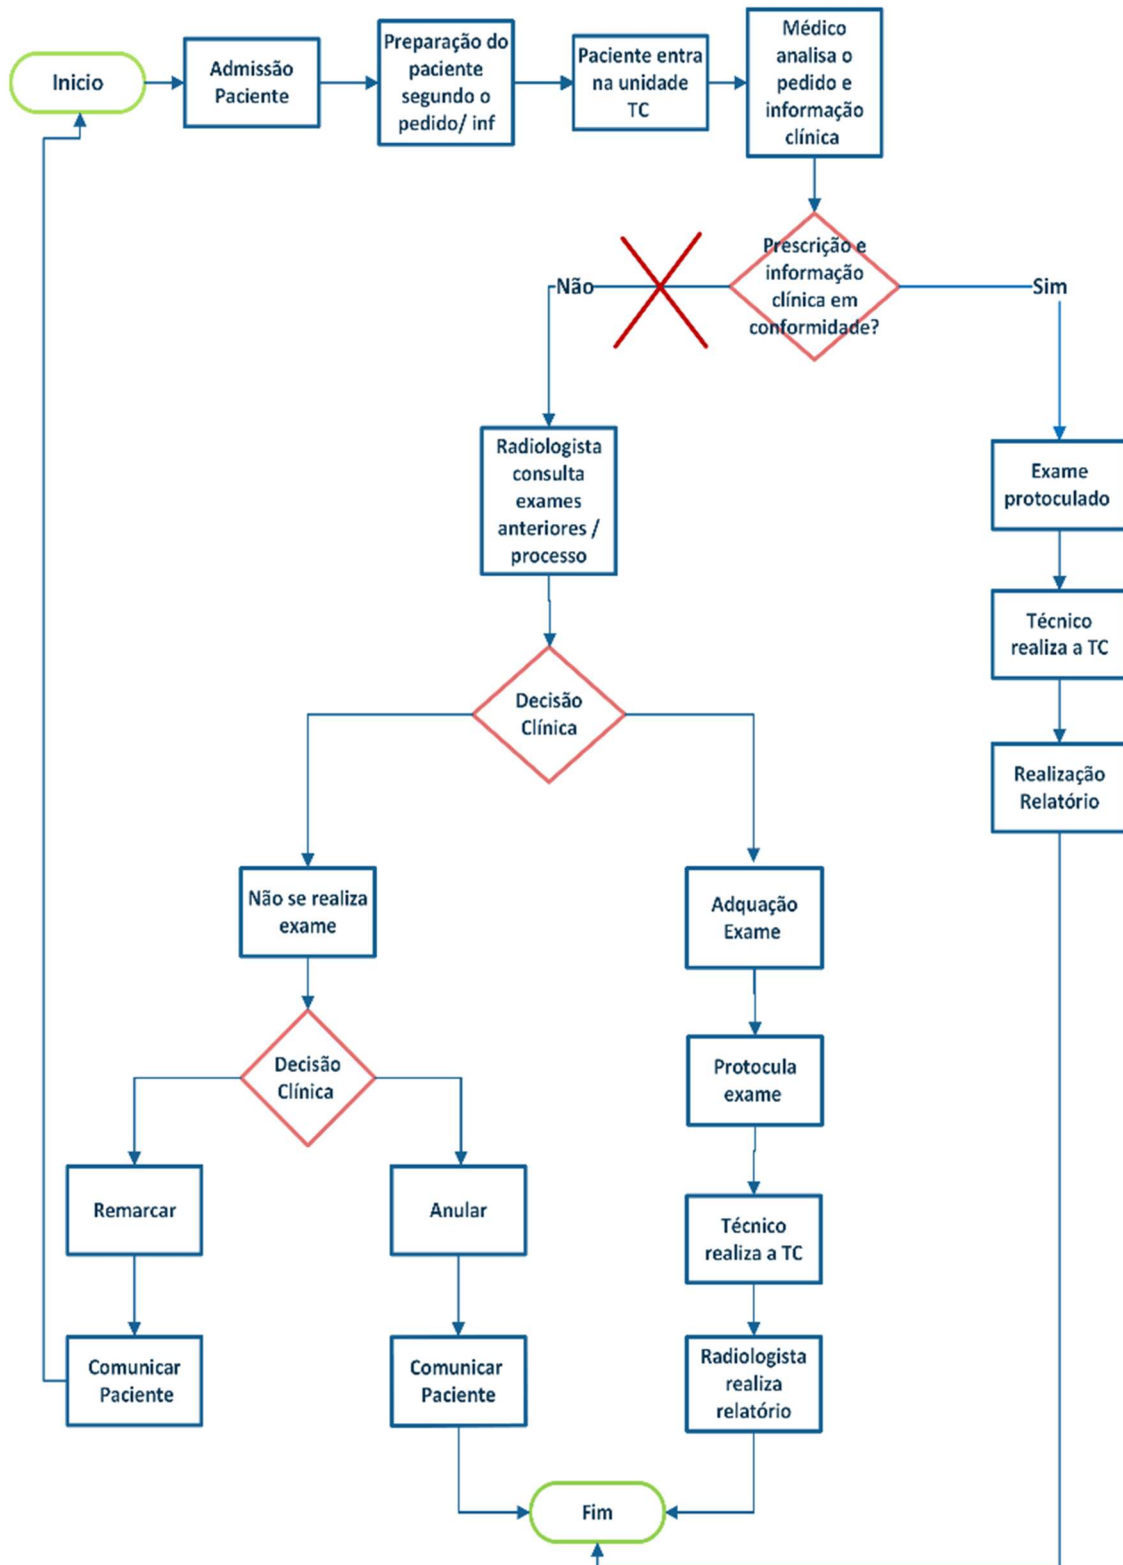 Inicio
Admissão
Paciente
Preparação do
paciente
segundo o
pedido/ inf
Paciente entra
na unidade
TC
Médico
analisa o
pedido e
informação
clínica
Prescrição e
informação
clínica em
conformidade?
Não
Sim
Radiologista
consulta
exames
anteriores /
processo
Exame
protoculado
Técnico
realiza a TC
Realização
Relatório
Decisão
Clínica
Não se realiza
exame
Adquação
Exame
Decisão
Clínica
Protocula
exame
Remarcar
Anular
Técnico
realiza a TC
Comunicar
Paciente
Comunicar
Paciente
Radiologista
realiza
relatório
Fim